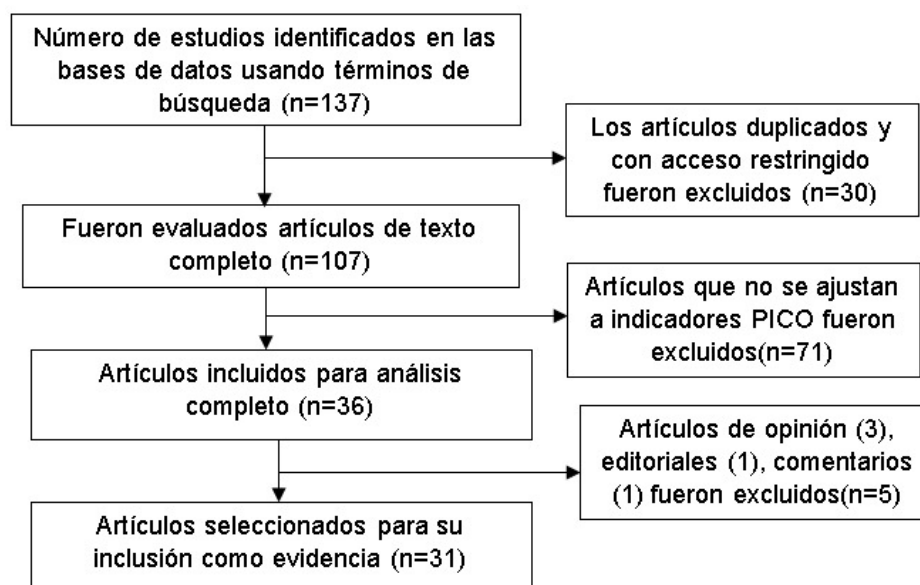 Número de estudios identificados en las
bases de datos usando términos de
búsqueda (n=137)
Los artículos duplicados y
con acceso restringido
fueron excluidos (n=30)
Fueron evaluados artículos de texto
completo (n=107)
Artículos que no se ajustan
a indicadores PICO fueron
excluidos(n=71)
Artículos incluidos para análisis
completo (n=36)
Artículos de opinión (3),
editoriales (1), comentarios
(1) fueron excluidos(n=5)
Artículos seleccionados para su
inclusión como evidencia (n=31)